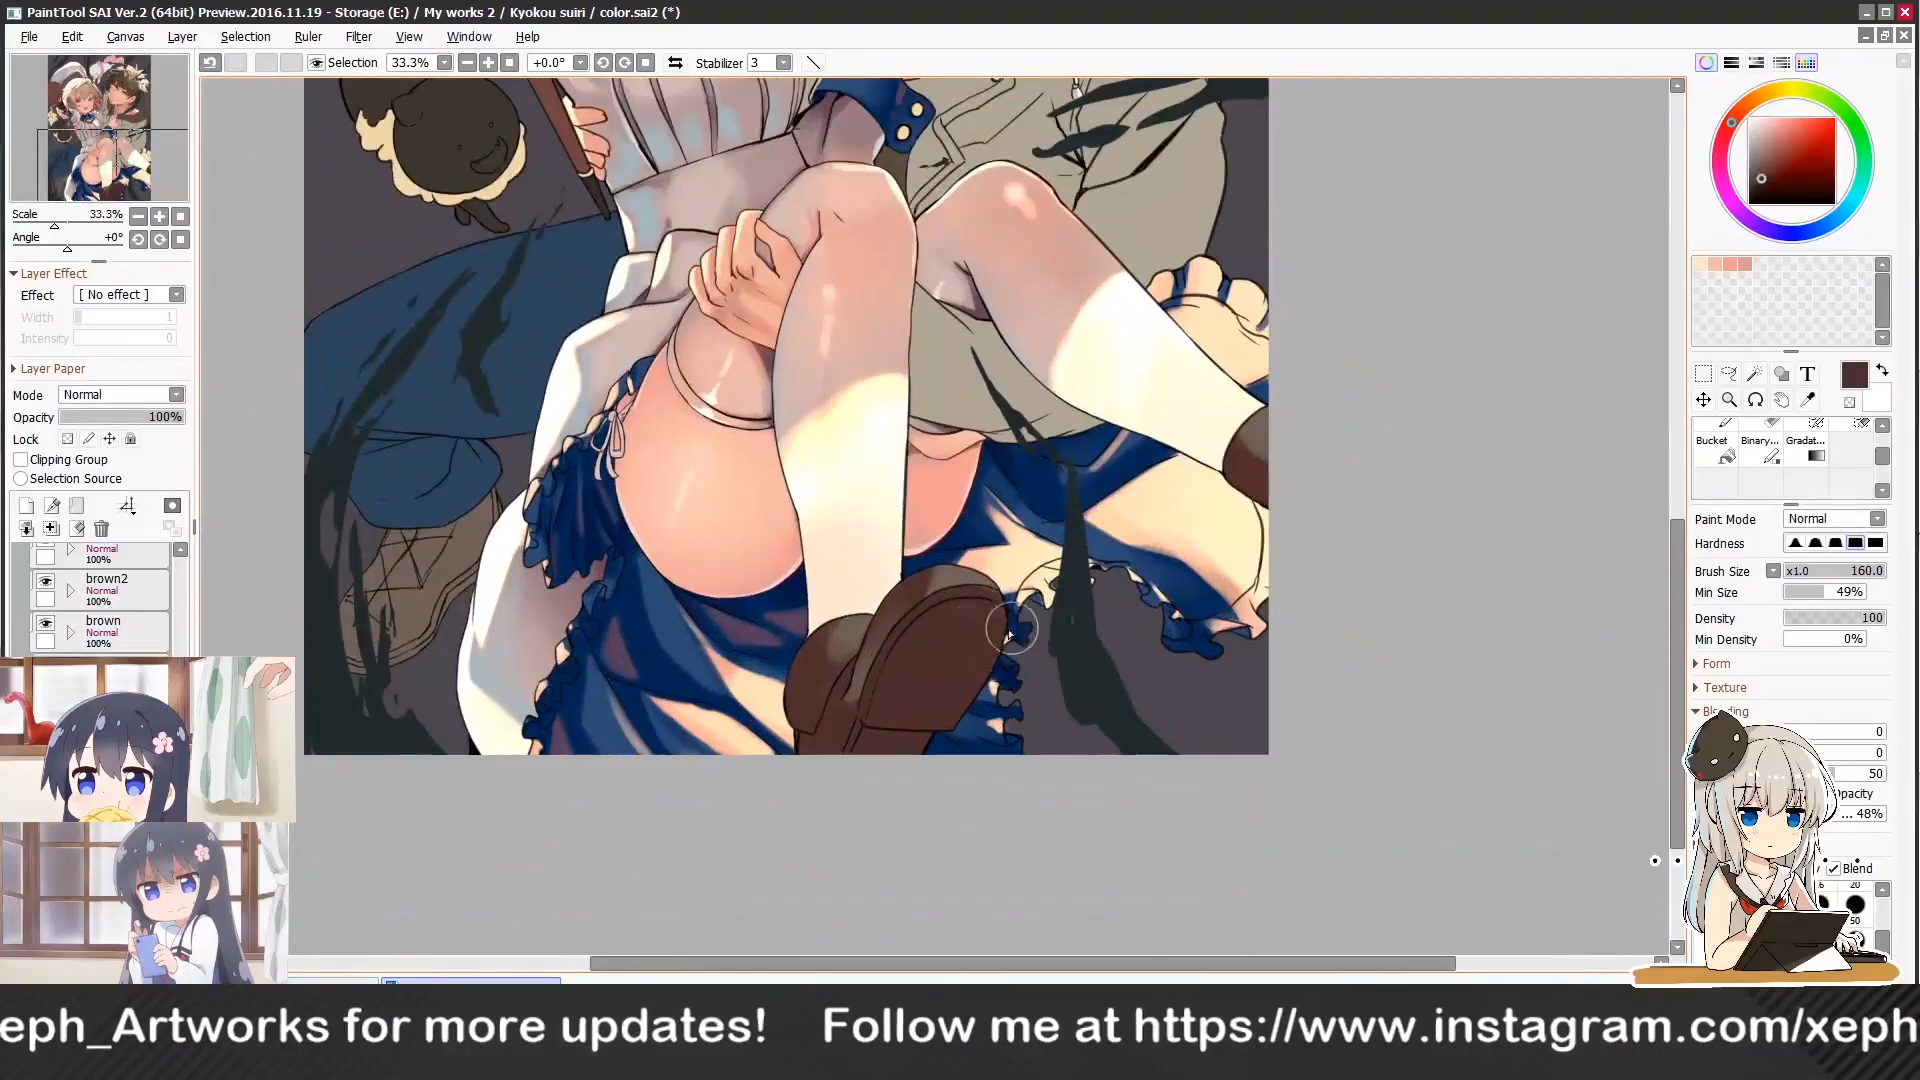 PaintTool SAI Ver.2 (64bit) Preview.2016.11.19 - Storage (E:) / My works 2 / Kyokou suiri / color.sai2 (*)
File Edit Canvas Layer Selection Ruler Filter View Window Help
Selection 33.3% +0.0° Stabilizer 3
Scale 33.3%
Angle +0°
Layer Effect
Effect [ No effect ]
Width 1
Intensity 0
Layer Paper
Mode Normal
Opacity 100%
Lock
Clipping Group
Selection Source
Normal
100%
brown2
Normal
100%
brown
Normal
100%
T
Bucket Binary... Gradat...
Paint Mode Normal
Hardness
Brush Size x1.0 160.0
Min Size 49%
Density 100
Min Density 0%
Form
Texture
0
0
50
... 48%
Blend
20
50
eph_Artworks for more updates! Follow me at https://www.instagram.com/xeph